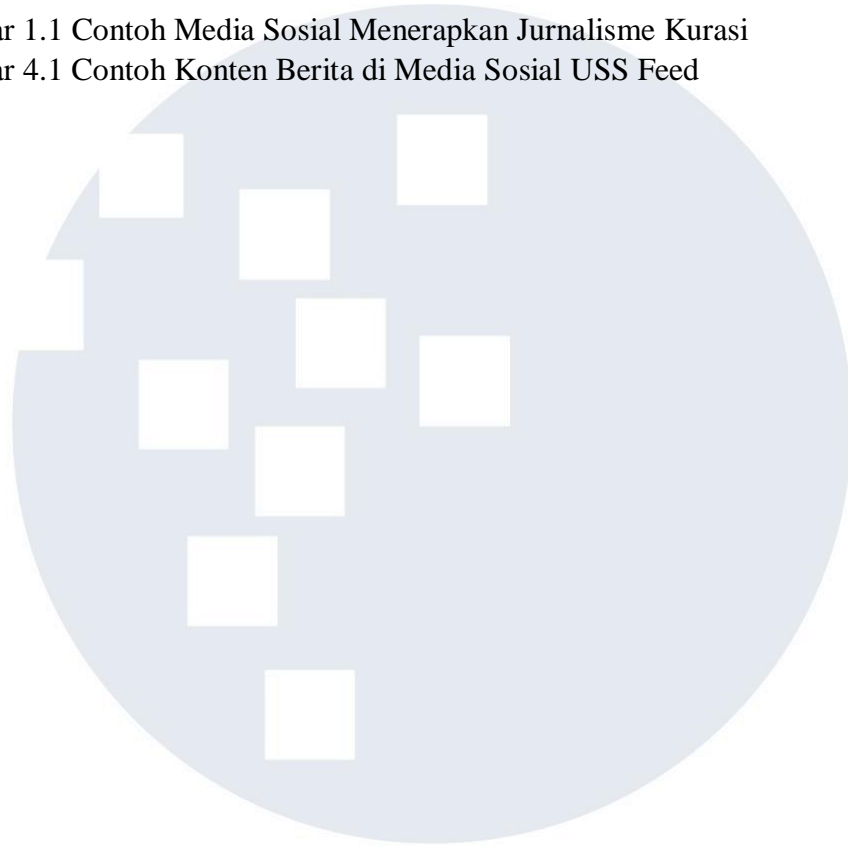 ar 1.1 Contoh Media Sosial Menerapkan Jurnalisme Kurasi
ar 4.1 Contoh Konten Berita di Media Sosial USS Feed